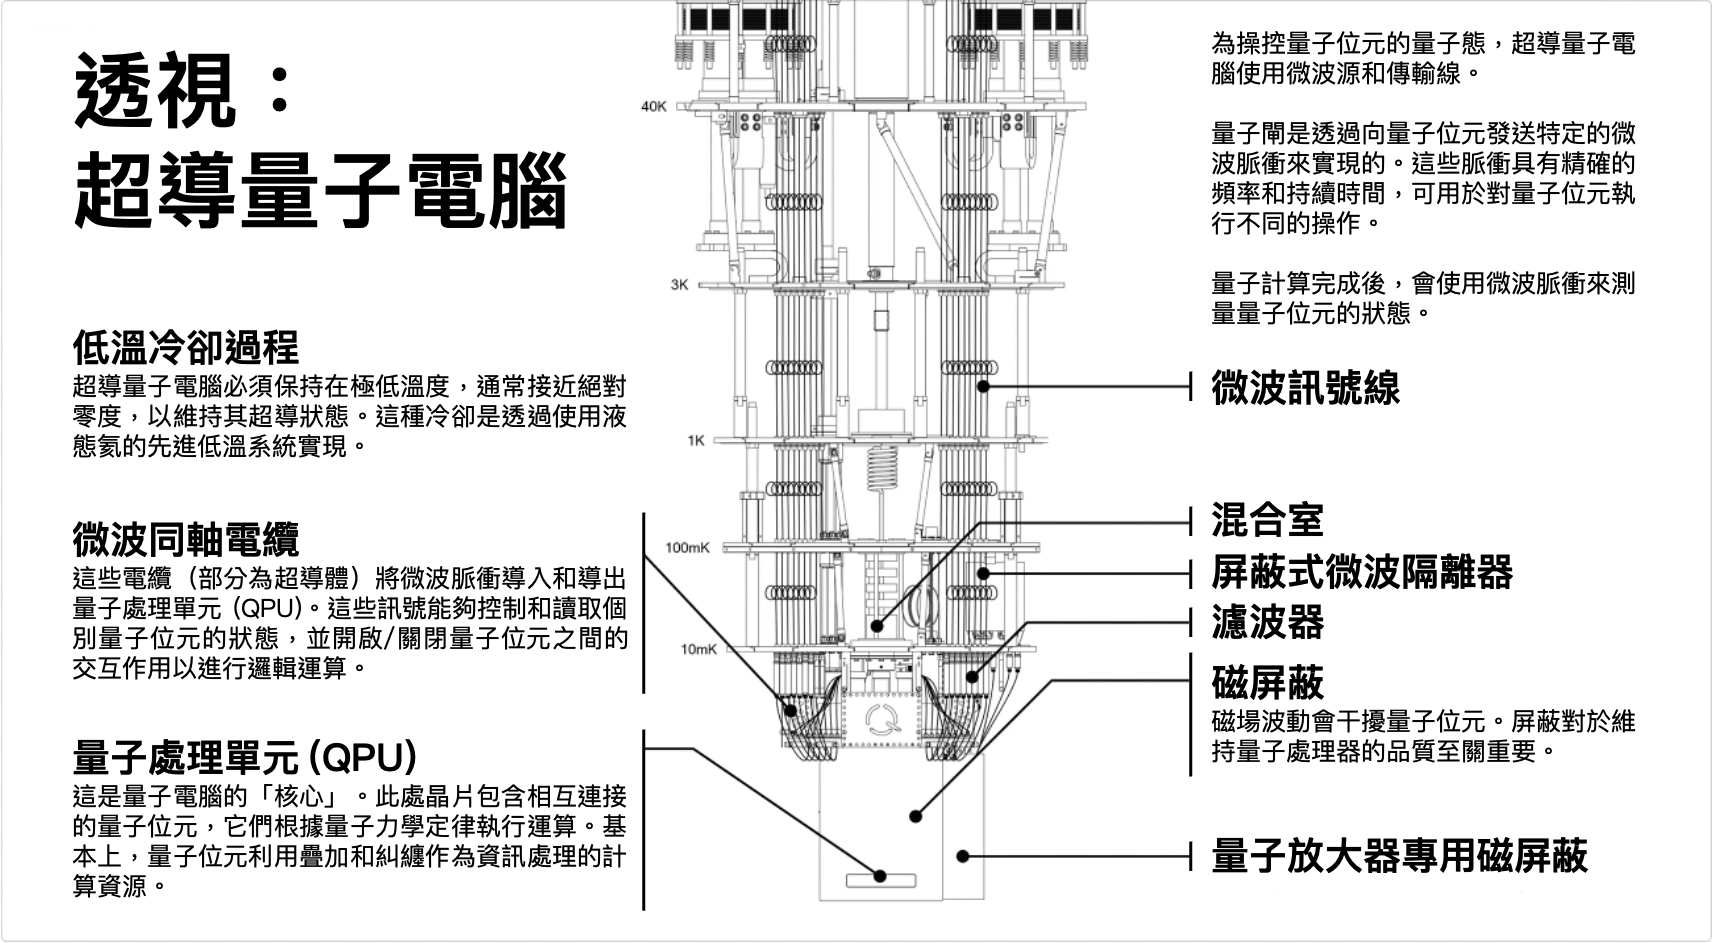 透視：
超導量子電腦
低溫冷卻過程
超導量子電腦必須保持在極低溫度，通常接近絕對
零度，以維持其超導狀態。這種冷卻是透過使用液
態氦的先進低溫系統實現。
微波同軸電纜
這些電纜（部分為超導體）將微波脈衝導入和導出
量子處理單元 (QPU)。這些訊號能夠控制和讀取個
別量子位元的狀態，並開啟/關閉量子位元之間的
交互作用以進行邏輯運算。
量子處理單元 (QPU)
這是量子電腦的「核心」。此處晶片包含相互連接
的量子位元，它們根據量子力學定律執行運算。基
本上，量子位元利用疊加和糾纏作為資訊處理的計
算資源。
40K
3K
1K
100mK
10mK
為操控量子位元的量子態，超導量子電
腦使用微波源和傳輸線。
量子閘是透過向量子位元發送特定的微
波脈衝來實現的。這些脈衝具有精確的
頻率和持續時間，可用於對量子位元執
行不同的操作。
量子計算完成後，會使用微波脈衝來測
量量子位元的狀態。
微波訊號線
混合室
屏蔽式微波隔離器
濾波器
磁屏蔽
磁場波動會干擾量子位元。屏蔽對於維
持量子處理器的品質至關重要。
量子放大器專用磁屏蔽